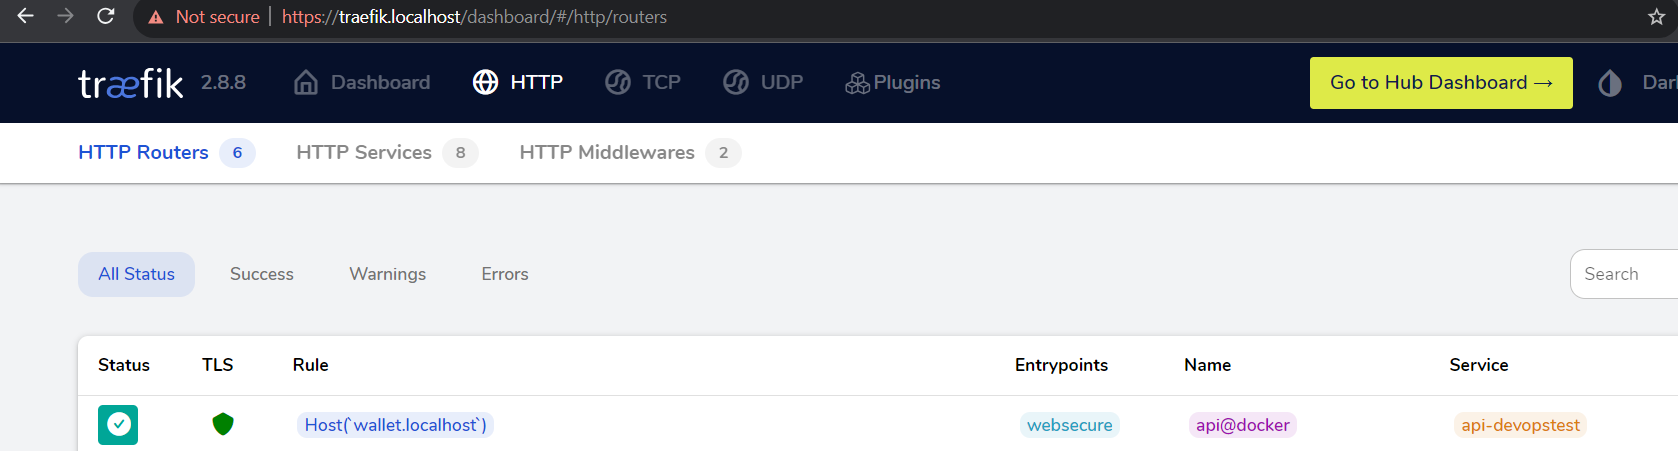 Not secure | https://traefik.localhost/dashboard/#/http/routers
træfik 2.8.8 Dashboard HTTP TCP UDP Plugins Go to Hub Dashboard →
HTTP Routers 6 HTTP Services 8 HTTP Middlewares 2
All Status Success Warnings Errors Search
Status TLS Rule Entrypoints Name Service
Host(`wallet.localhost`) websecure api@docker api-devopstest